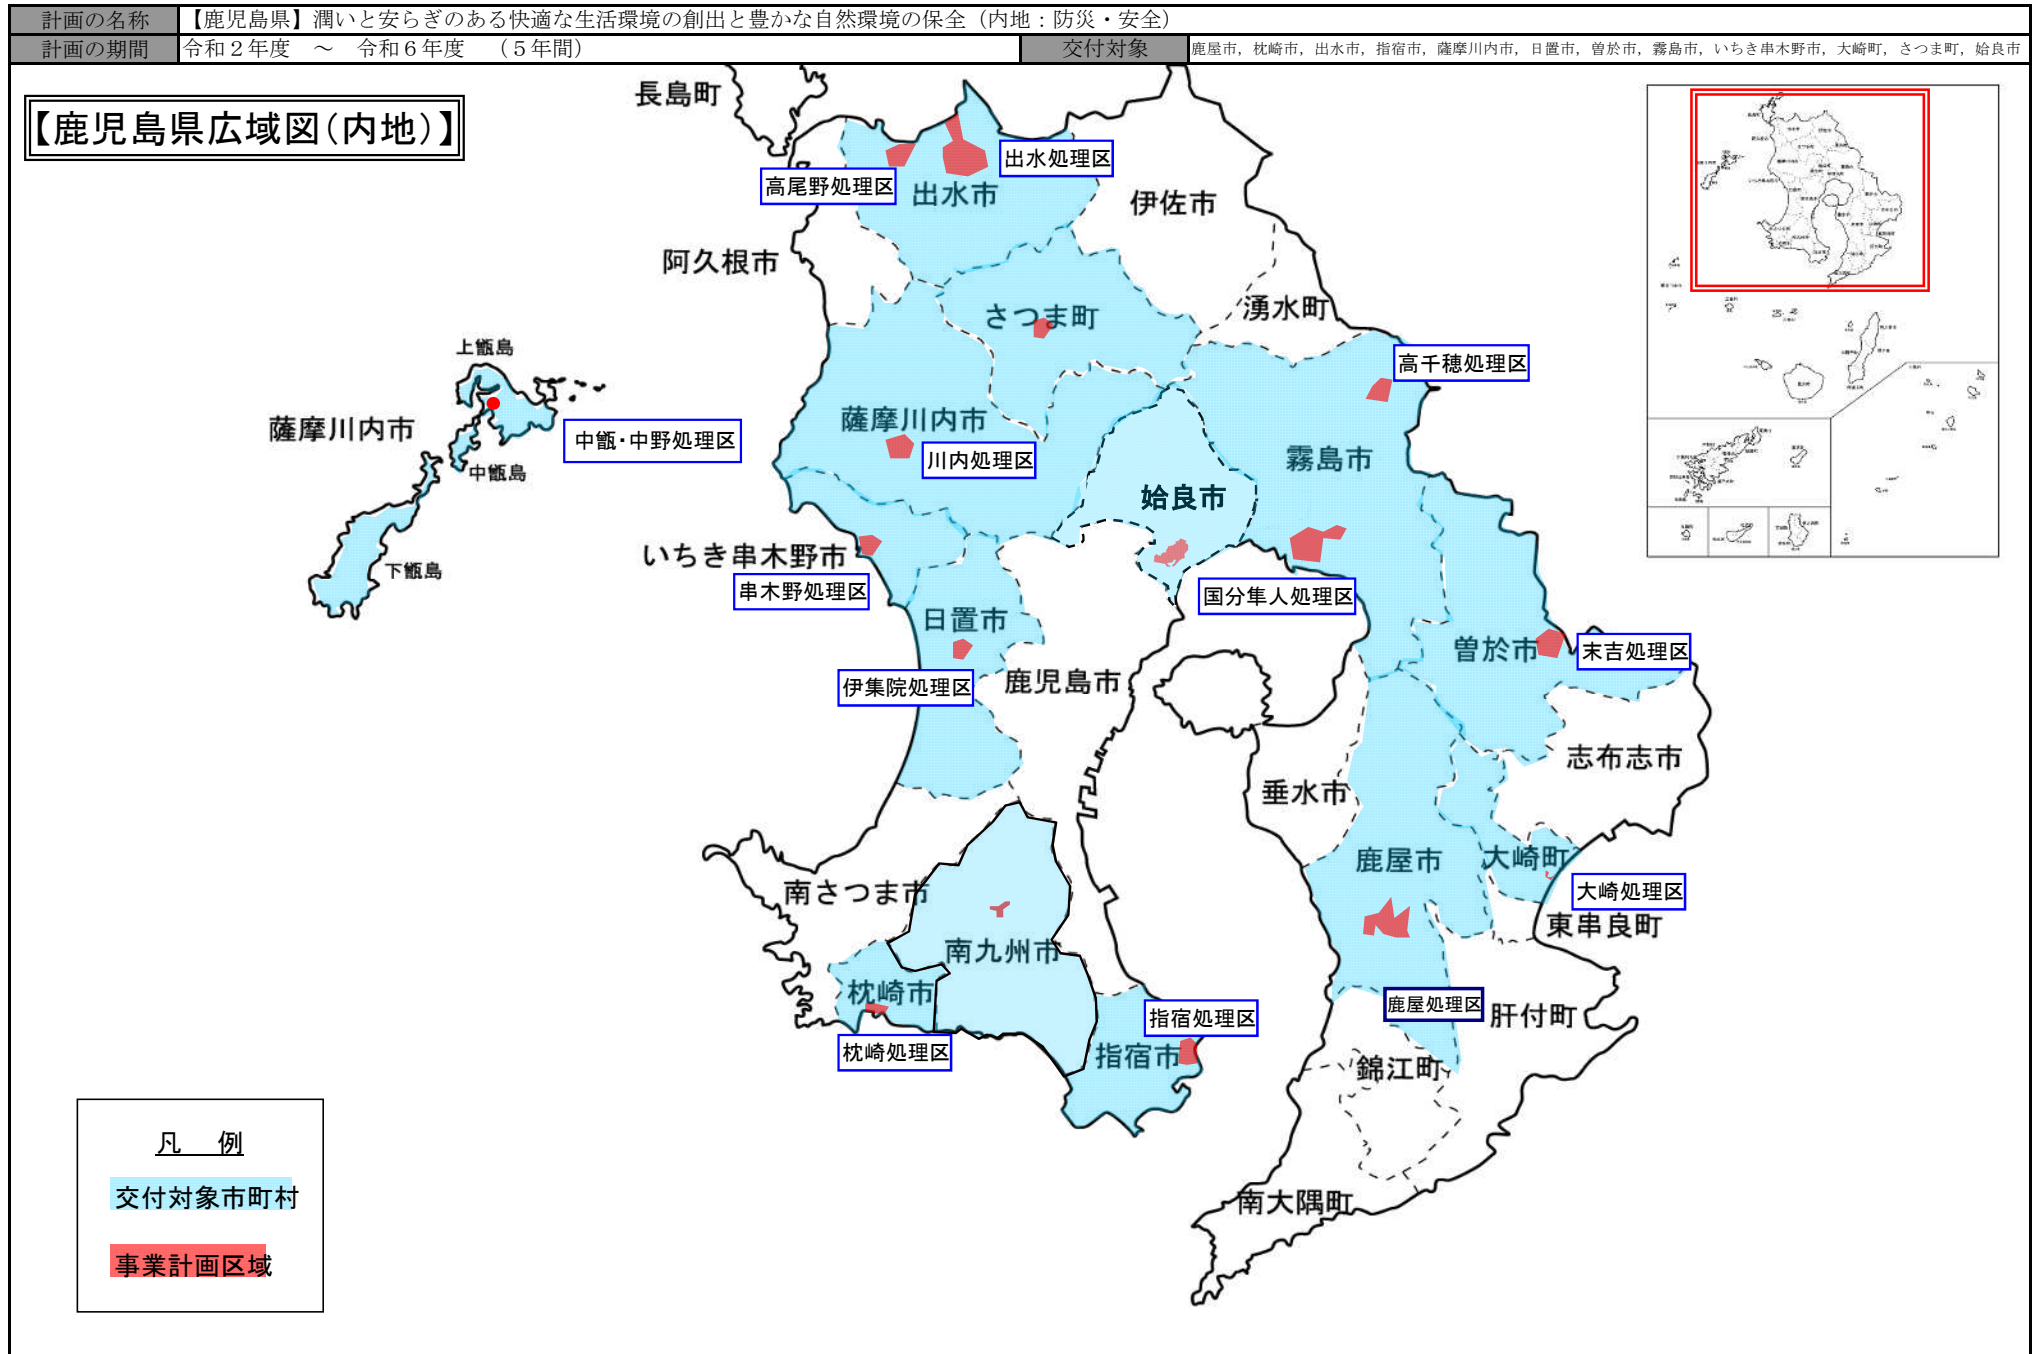 計画の名称
【鹿児島県】潤いと安らぎのある快適な生活環境の創出と豊かな自然環境の保全（内地：防災・安全）
計画の期間
令和２年度　～　令和６年度　（５年間）
交付対象
鹿屋市，枕崎市，出水市，指宿市，薩摩川内市，日置市，曽於市，霧島市，いちき串木野市，大崎町，さつま町，姶良市
【鹿児島県広域図(内地)】
長島町
出水処理区
高尾野処理区
出水市
伊佐市
阿久根市
さつま町
湧水町
上甑島
高千穂処理区
薩摩川内市
中甑・中野処理区
中甑島
薩摩川内市
川内処理区
霧島市
姶良市
いちき串木野市
下甑島
串木野処理区
国分隼人処理区
日置市
曽於市
末吉処理区
伊集院処理区
鹿児島市
志布志市
垂水市
鹿屋市
大崎町
大崎処理区
南さつま市
東串良町
南九州市
枕崎市
鹿屋処理区
肝付町
指宿処理区
枕崎処理区
指宿市
錦江町
南大隅町
凡　例
交付対象市町村
事業計画区域